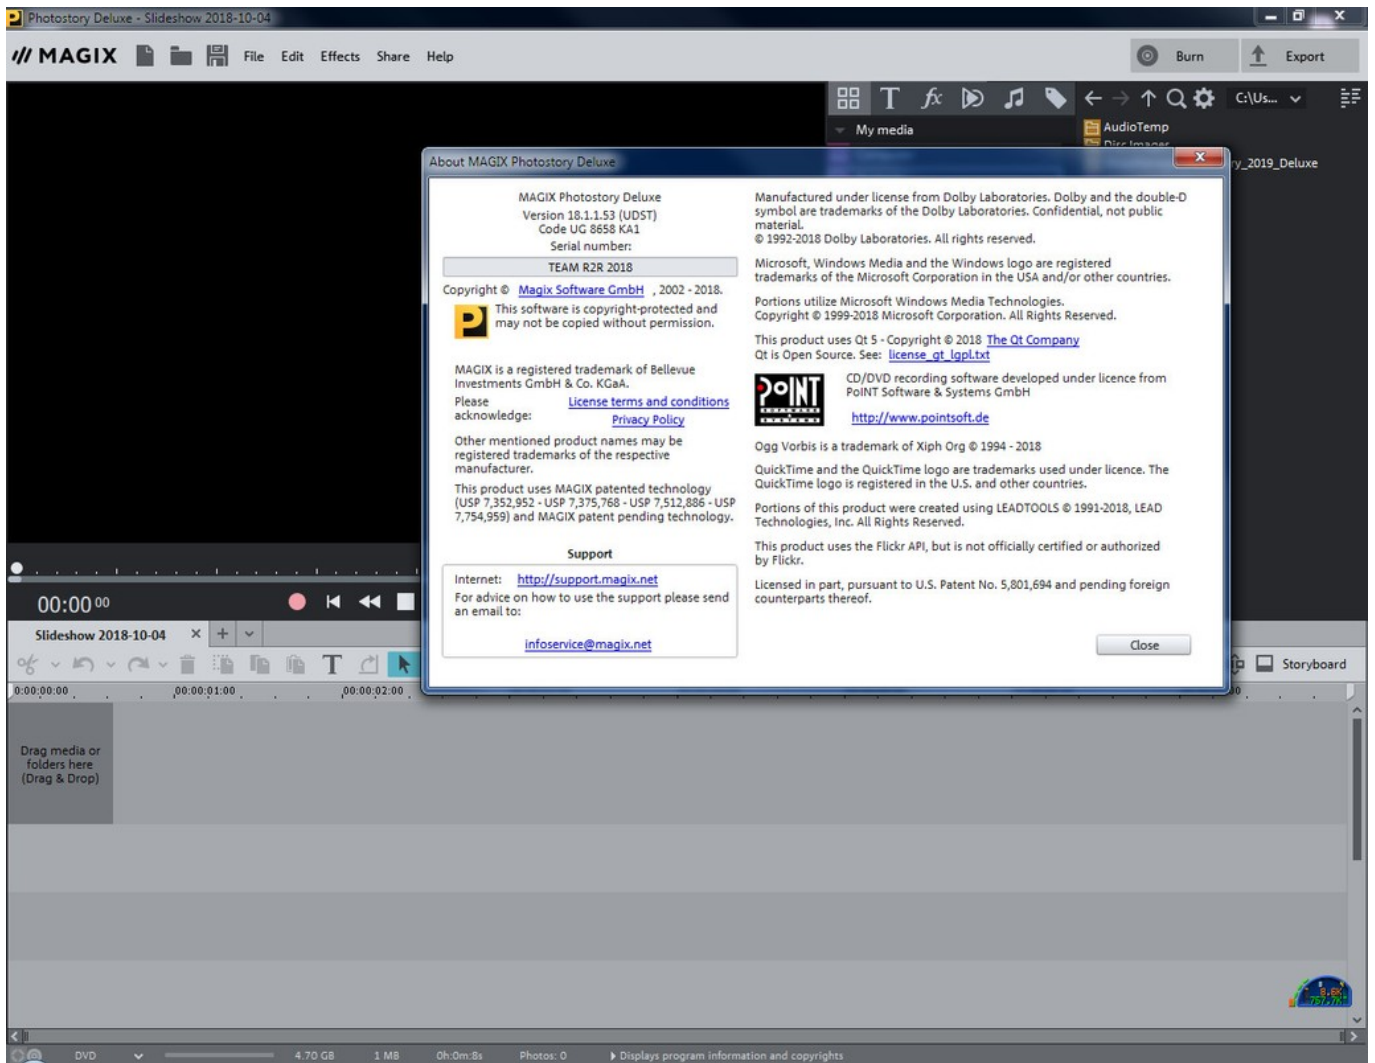 Photostory Deluxe - Slideshow 2018-10-04
MAGIX File Edit Effects Share Help Burn Export
T fx C:\Us...
My media
AudioTemp
Disc Images
ry_2019_Deluxe
About MAGIX Photostory Deluxe
MAGIX Photostory Deluxe
Version 18.1.1.53 (UDST)
Code UG 8658 KA1
Serial number:
TEAM R2R 2018
Copyright © Magix Software GmbH , 2002 - 2018.
This software is copyright-protected and
may not be copied without permission.
MAGIX is a registered trademark of Bellevue
Investments GmbH & Co. KGaA.
Please License terms and conditions
acknowledge: Privacy Policy
Other mentioned product names may be
registered trademarks of the respective
manufacturer.
This product uses MAGIX patented technology
(USP 7,352,952 - USP 7,375,768 - USP 7,512,886 - USP
7,754,959) and MAGIX patent pending technology.
Support
Internet: http://support.magix.net
For advice on how to use the support please send
an email to:
infoservice@magix.net
Manufactured under license from Dolby Laboratories. Dolby and the double-D
symbol are trademarks of the Dolby Laboratories. Confidential, not public
material.
© 1992-2018 Dolby Laboratories. All rights reserved.
Microsoft, Windows Media and the Windows logo are registered
trademarks of the Microsoft Corporation in the USA and/or other countries.
Portions utilize Microsoft Windows Media Technologies.
Copyright © 1999-2018 Microsoft Corporation. All Rights Reserved.
This product uses Qt 5 - Copyright © 2018 The Qt Company
Qt is Open Source. See: license_qt_lgpl.txt
PoINT
SOFTWARE
SYSTEMS
CD/DVD recording software developed under licence from
PoINT Software & Systems GmbH
http://www.pointsoft.de
Ogg Vorbis is a trademark of Xiph Org © 1994 - 2018
QuickTime and the QuickTime logo are trademarks used under licence. The
QuickTime logo is registered in the U.S. and other countries.
Portions of this product were created using LEADTOOLS © 1991-2018, LEAD
Technologies, Inc. All Rights Reserved.
This product uses the Flickr API, but is not officially certified or authorized
by Flickr.
Licensed in part, pursuant to U.S. Patent No. 5,801,694 and pending foreign
counterparts thereof.
Close
00:00 00
Slideshow 2018-10-04
T Storyboard
0:00:00:00 00:00:01:00 00:00:02:00
Drag media or
folders here
(Drag & Drop)
DVD 4.70 GB 1 MB 0h:0m:8s Photos: 0 Displays program information and copyrights